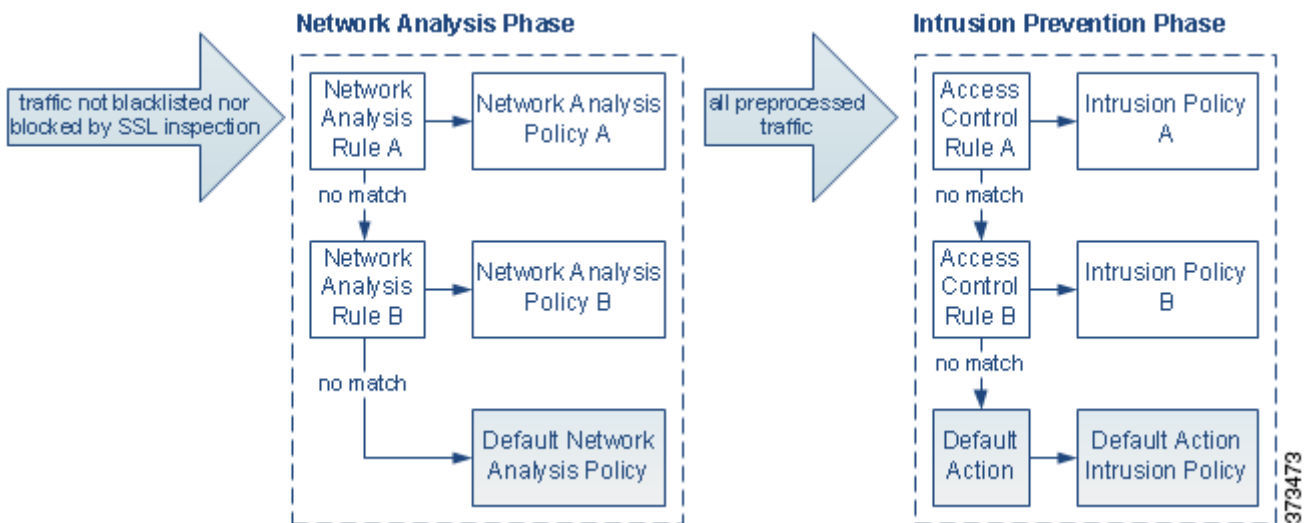 Network Analysis Phase
traffic not blacklisted nor
blocked by SSL inspection
Network
Analysis
Rule A
Network Analysis
Policy A
no match
Network
Analysis
Rule B
Network Analysis
Policy B
no match
Default Network
Analysis Policy
all preprocessed
traffic
Intrusion Prevention Phase
Access
Control
Rule A
Intrusion Policy
A
no match
Access
Control
Rule B
Intrusion Policy
B
no match
Default
Action
Default Action
Intrusion Policy
373473